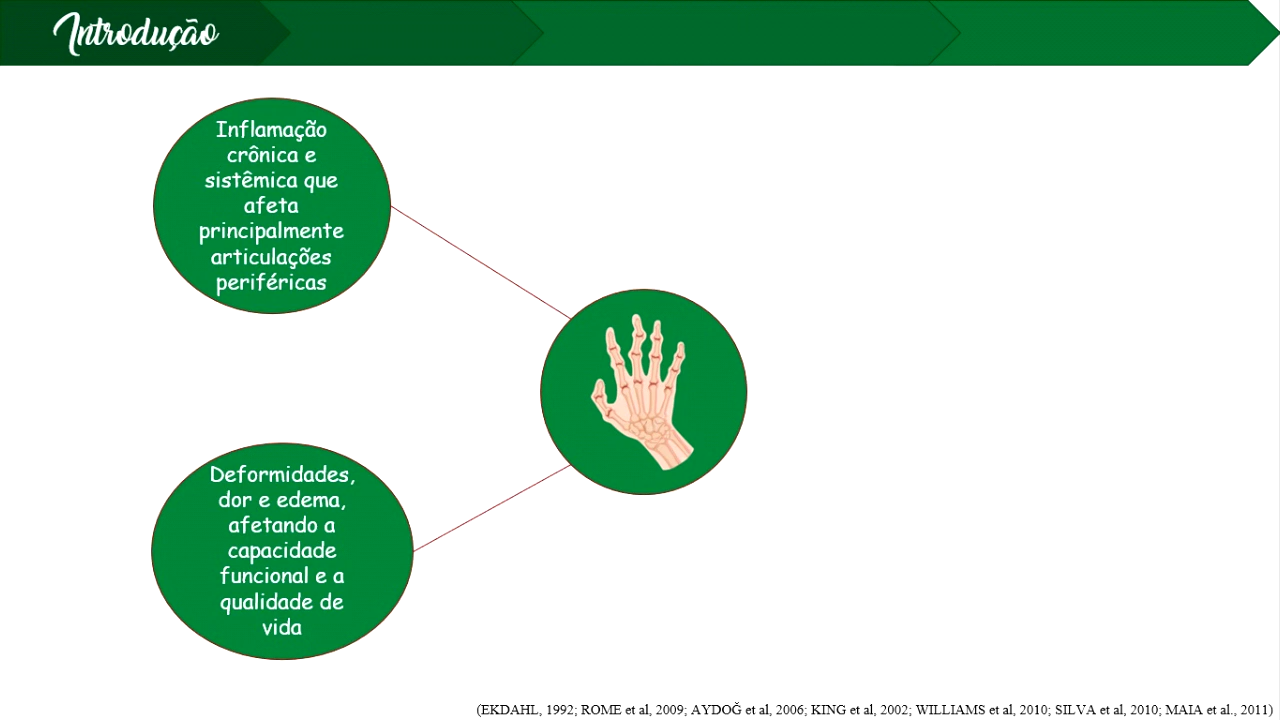 Introdução
Inflamação
crônica e
sistêmica que
afeta
principalmente
articulações
periféricas
Deformidades,
dor e edema,
afetando a
capacidade
funcional e a
qualidade de
vida
(EKDAHL, 1992; ROME et al, 2009; AYDOĞ et al, 2006; KING et al, 2002; WILLIAMS et al, 2010; SILVA et al, 2010; MAIA et al., 2011)